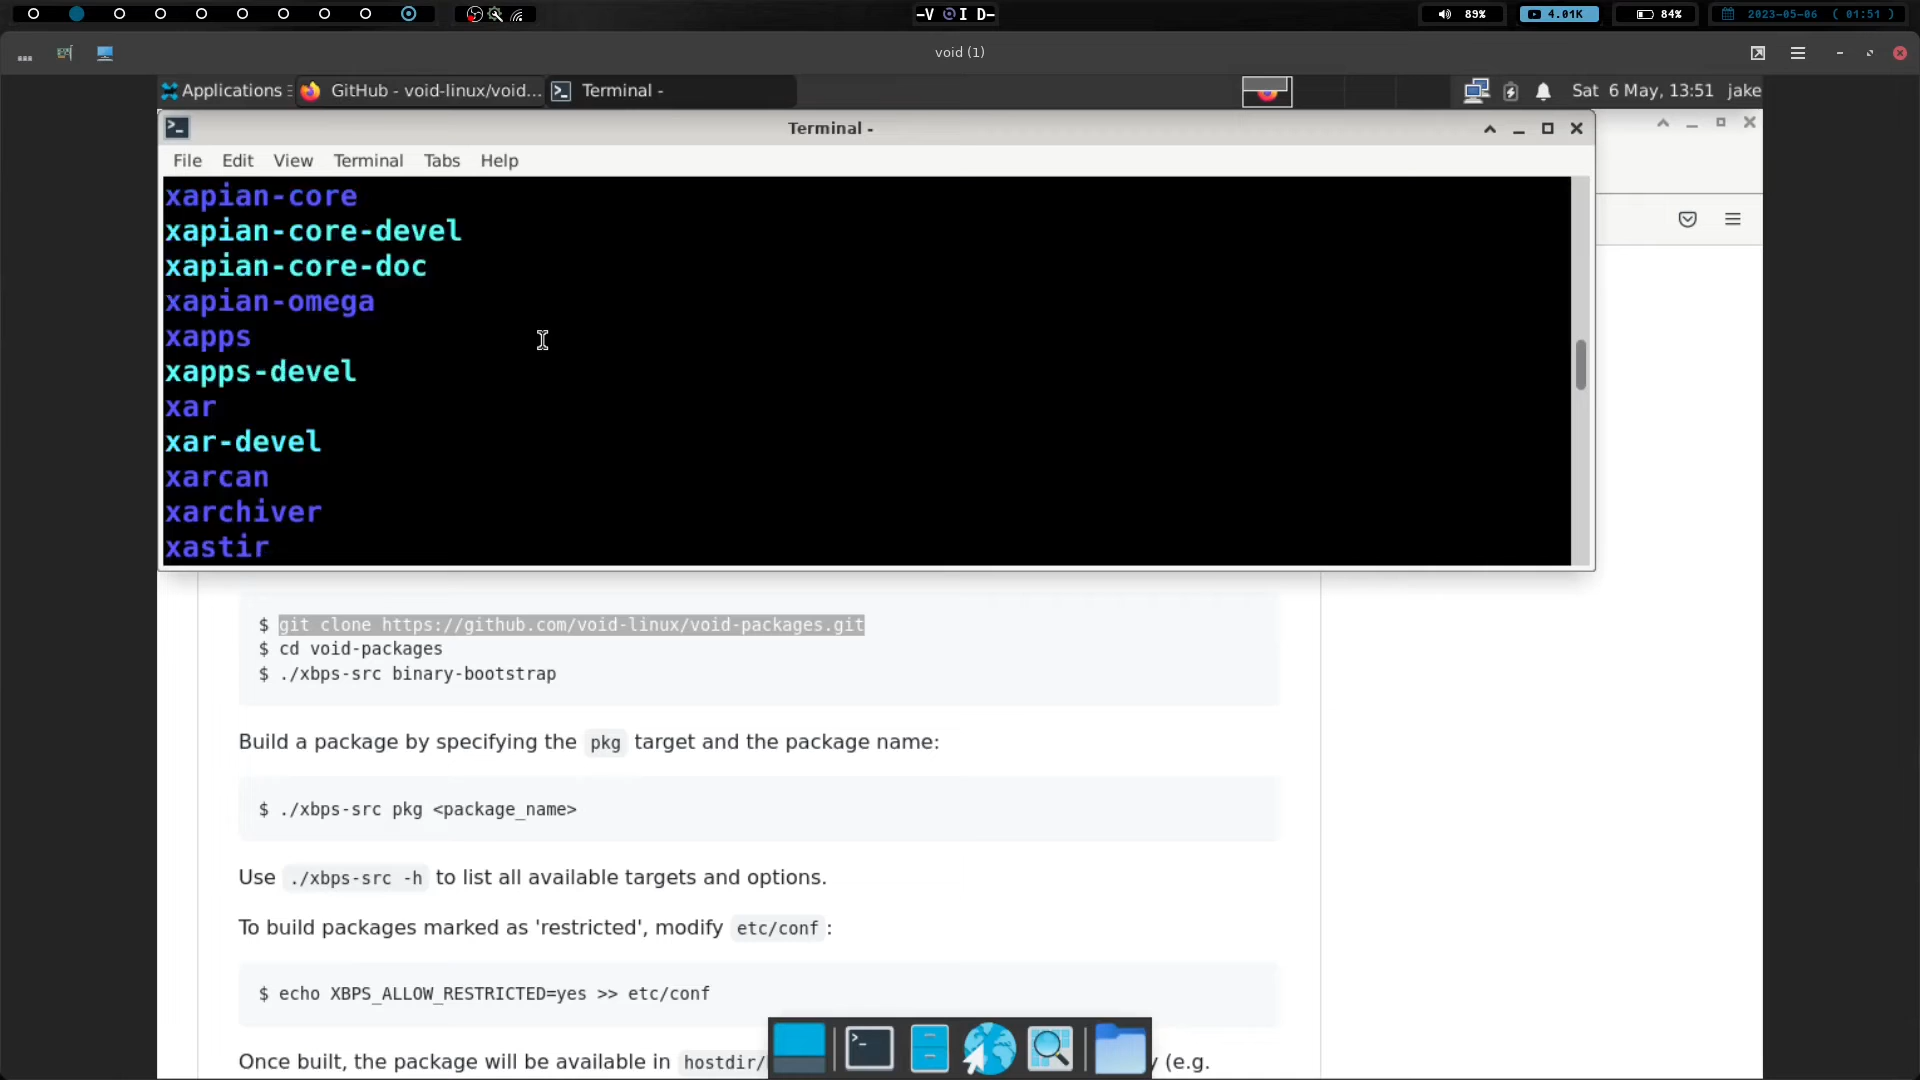 -V I D-
89%
4.01K
84%
2023-05-06 ( 01:51 )
void (1)
Applications
GitHub - void-linux/void...
Terminal -
Sat 6 May, 13:51
jake
Terminal -
File Edit View Terminal Tabs Help
xapian-core
xapian-core-devel
xapian-core-doc
xapian-omega
xapps
xapps-devel
xar
xar-devel
xarcan
xarchiver
xastir
$ git clone https://github.com/void-linux/void-packages.git
$ cd void-packages
$ ./xbps-src binary-bootstrap
Build a package by specifying the pkg target and the package name:
$ ./xbps-src pkg <package_name>
Use ./xbps-src -h to list all available targets and options.
To build packages marked as 'restricted', modify etc/conf:
$ echo XBPS_ALLOW_RESTRICTED=yes >> etc/conf
Once built, the package will be available in hostdir/ y (e.g.